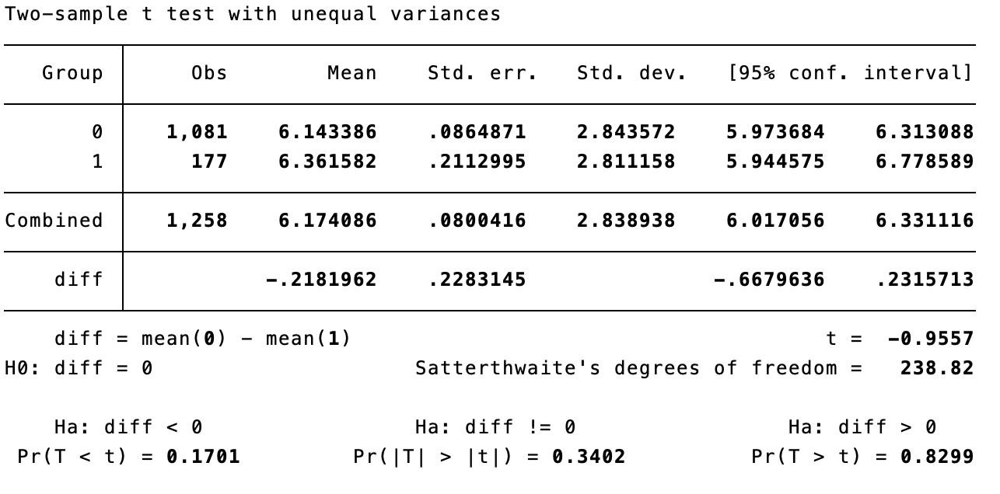 Two-sample t test with unequal variances
Group Obs Mean Std. err. Std. dev. [95% conf. interval]
0 1,081 6.143386 .0864871 2.843572 5.973684 6.313088
1 177 6.361582 .2112995 2.811158 5.944575 6.778589
Combined 1,258 6.174086 .0800416 2.838938 6.017056 6.331116
diff -.2181962 .2283145 -.6679636 .2315713
diff = mean(0) - mean(1) t = -0.9557
H0: diff = 0 Satterthwaite's degrees of freedom = 238.82
Ha: diff < 0 Ha: diff != 0 Ha: diff > 0
Pr(T < t) = 0.1701 Pr(|T| > |t|) = 0.3402 Pr(T > t) = 0.8299